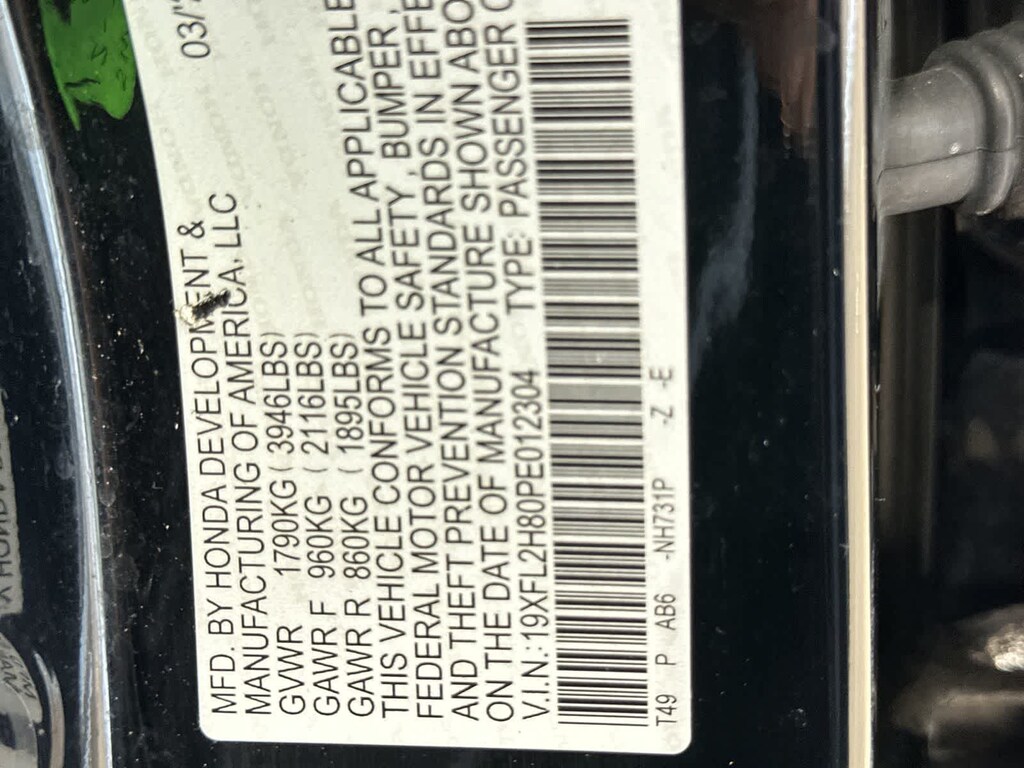 MFD. BY HONDA DEVELOPMENT &
MANUFACTURING OF AMERICA, LLC 03/
GVWR 1790KG ( 3946LBS)
GAWR F 960KG ( 2116LBS)
GAWR R 860KG ( 1895LBS)
THIS VEHICLE CONFORMS TO ALL APPLICABLE
FEDERAL MOTOR VEHICLE SAFETY, BUMPER,
AND THEFT PREVENTION STANDARDS IN EFFE
ON THE DATE OF MANUFACTURE SHOWN ABO
V.I.N.:19XFL2H80PE012304 TYPE: PASSENGER C
T49 P AB6 -NH731P -Z -E